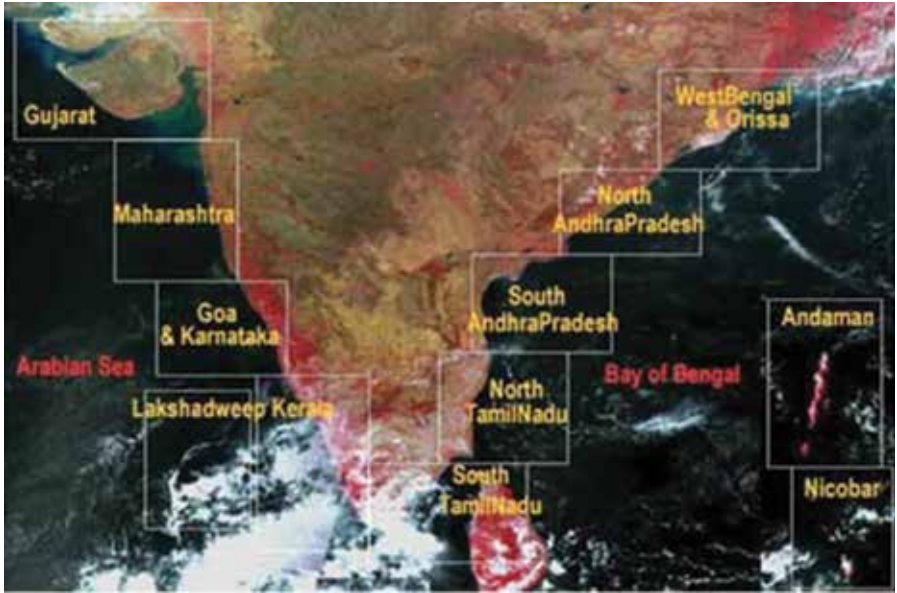 Gujarat
WestBengal
& Orissa
Maharashtra
North
AndhraPradesh
Goa
& Karnataka
South
AndhraPradesh
Andaman
Arabian Sea
Bay of Bengal
Lakshadweep Kerala
North
TamilNadu
South
TamilNadu
Nicobar